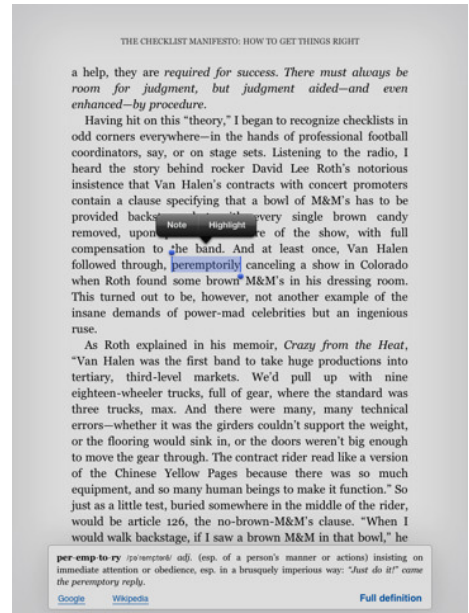 THE CHECKLIST MANIFESTO: HOW TO GET THINGS RIGHT
a help, they are required for success. There must always be
room for judgment, but judgment aided—and even
enhanced—by procedure.
Having hit on this “theory,” I began to recognize checklists in
odd corners everywhere—in the hands of professional football
coordinators, say, or on stage sets. Listening to the radio, I
heard the story behind rocker David Lee Roth’s notorious
insistence that Van Halen’s contracts with concert promoters
contain a clause specifying that a bowl of M&M’s has to be
provided every single brown candy
Note Highlight
removed, upon re of the show, with full
compensation to the band. And at least once, Van Halen
followed through, peremptorily canceling a show in Colorado
when Roth found some brown M&M’s in his dressing room.
This turned out to be, however, not another example of the
insane demands of power-mad celebrities but an ingenious
ruse.
As Roth explained in his memoir, Crazy from the Heat,
“Van Halen was the first band to take huge productions into
tertiary, third-level markets. We’d pull up with nine
eighteen-wheeler trucks, full of gear, where the standard was
three trucks, max. And there were many, many technical
errors—whether it was the girders couldn’t support the weight,
or the flooring would sink in, or the doors weren’t big enough
to move the gear through. The contract rider read like a version
of the Chinese Yellow Pages because there was so much
equipment, and so many human beings to make it function.” So
just as a little test, buried somewhere in the middle of the rider,
would be article 126, the no-brown-M&M’s clause. “When I
would walk backstage, if I saw a brown M&M in that bowl,” he
per·emp·to·ry adj. (esp. of a person’s manner or actions) insisting on
immediate attention or obedience, esp. in a brusquely imperious way: “Just do it!” came
the peremptory reply.
Google Wikipedia Full definition